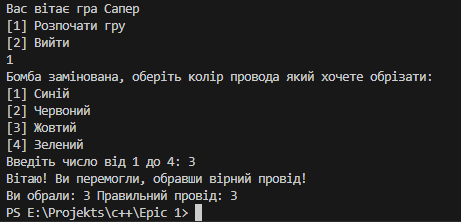 Вас вітає гра Сапер
[1] Розпочати гру
[2] Вийти
1
Бомба замінована, оберіть колір провода який хочете обрізати:
[1] Синій
[2] Червоний
[3] Жовтий
[4] Зелений
Введіть число від 1 до 4: 3
Вітаю! Ви перемогли, обравши вірний провід!
Ви обрали: 3 Правильний провід: 3
PS E:\Projekts\c++\Epic 1>